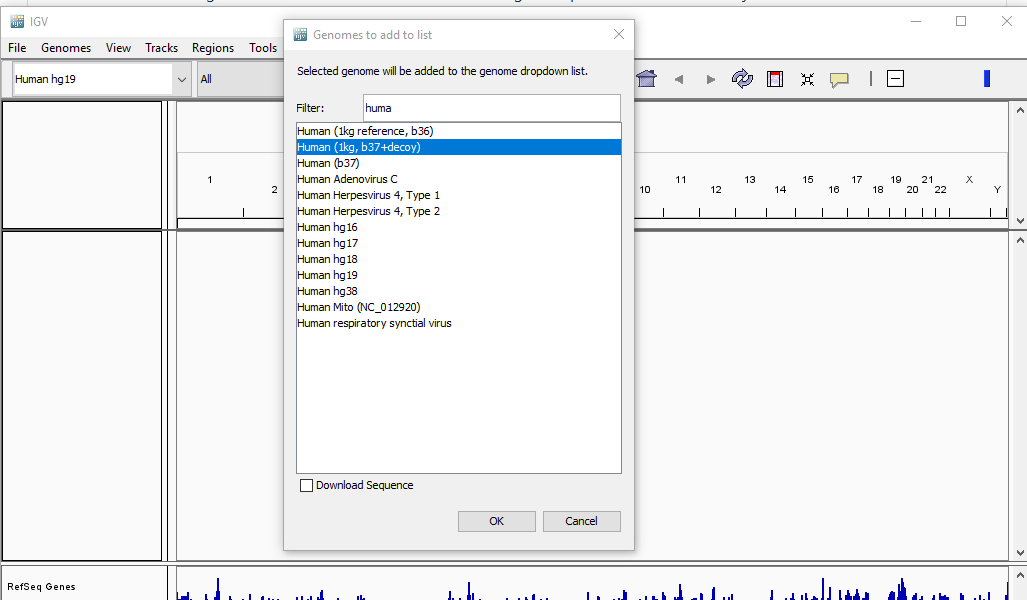 IGV
File Genomes View Tracks Regions Tools
Human hg19 All
Genomes to add to list
Selected genome will be added to the genome dropdown list.
Filter: huma
Human (1kg reference, b36)
Human (1kg, b37+decoy)
Human (b37)
Human Adenovirus C
Human Herpesvirus 4, Type 1
Human Herpesvirus 4, Type 2
Human hg16
Human hg17
Human hg18
Human hg19
Human hg38
Human Mito (NC_012920)
Human respiratory synctial virus
Download Sequence
OK Cancel
1 2 10 11 12 13 14 15 16 17 18 19 20 21 22 X Y
RefSeq Genes